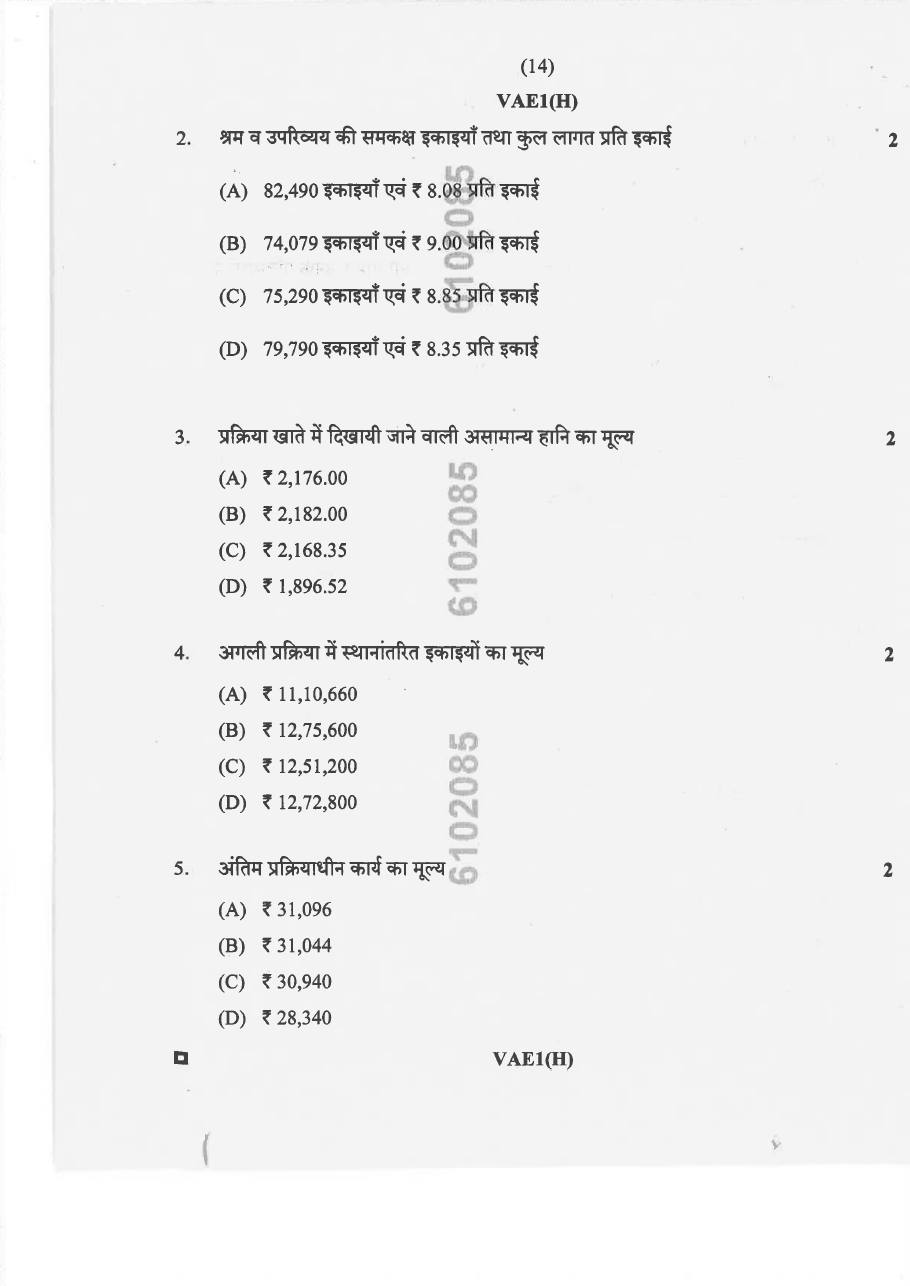 (14)
VAE1(H)
2. श्रम व उपरिव्यय की समकक्ष इकाइयाँ तथा कुल लागत प्रति इकाई 2
(A) 82,490 इकाइयाँ एवं ₹ 8.08 प्रति इकाई
(B) 74,079 इकाइयाँ एवं ₹ 9.00 प्रति इकाई
(C) 75,290 इकाइयाँ एवं ₹ 8.85 प्रति इकाई
(D) 79,790 इकाइयाँ एवं ₹ 8.35 प्रति इकाई
6102085
3. प्रक्रिया खाते में दिखायी जाने वाली असामान्य हानि का मूल्य 2
(A) ₹ 2,176.00
(B) ₹ 2,182.00
(C) ₹ 2,168.35
(D) ₹ 1,896.52
6102085
4. अगली प्रक्रिया में स्थानांतरित इकाइयों का मूल्य 2
(A) ₹ 11,10,660
(B) ₹ 12,75,600
(C) ₹ 12,51,200
(D) ₹ 12,72,800
6102085
5. अंतिम प्रक्रियाधीन कार्य का मूल्य 2
(A) ₹ 31,096
(B) ₹ 31,044
(C) ₹ 30,940
(D) ₹ 28,340
VAE1(H)